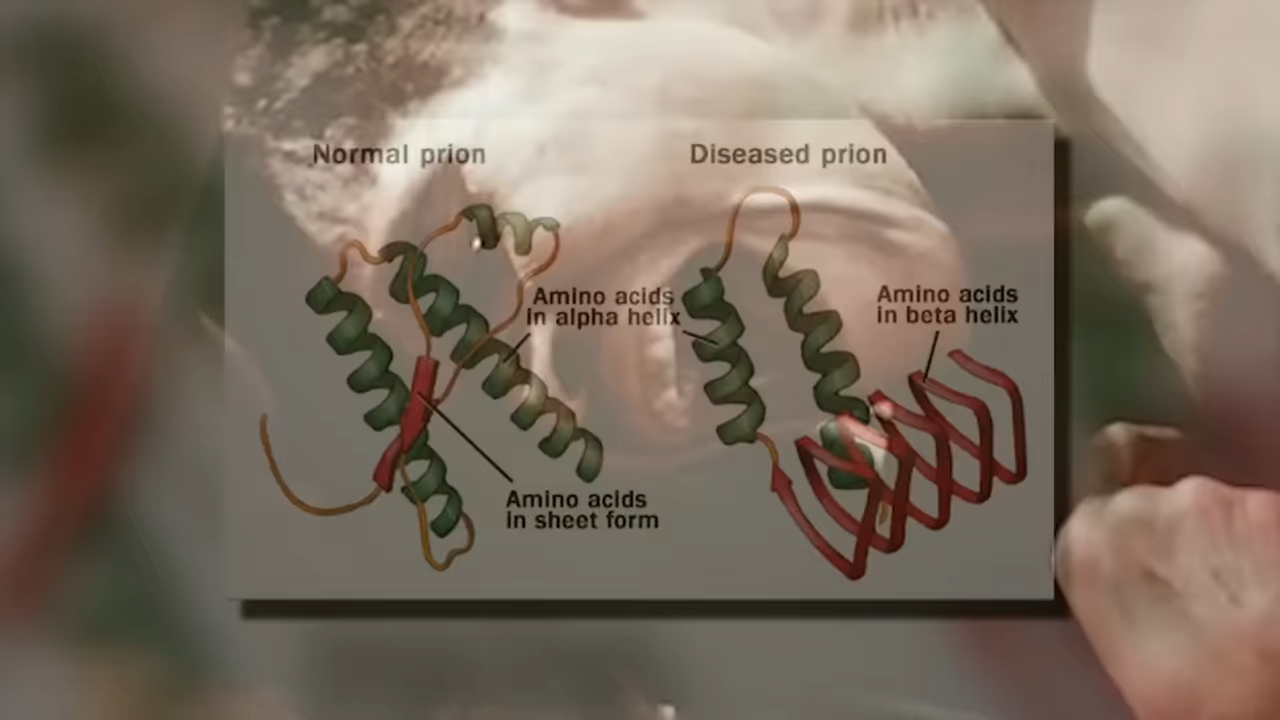 Normal prion
Diseased prion
Amino acids
in alpha helix
Amino acids
in beta helix
Amino acids
in sheet form